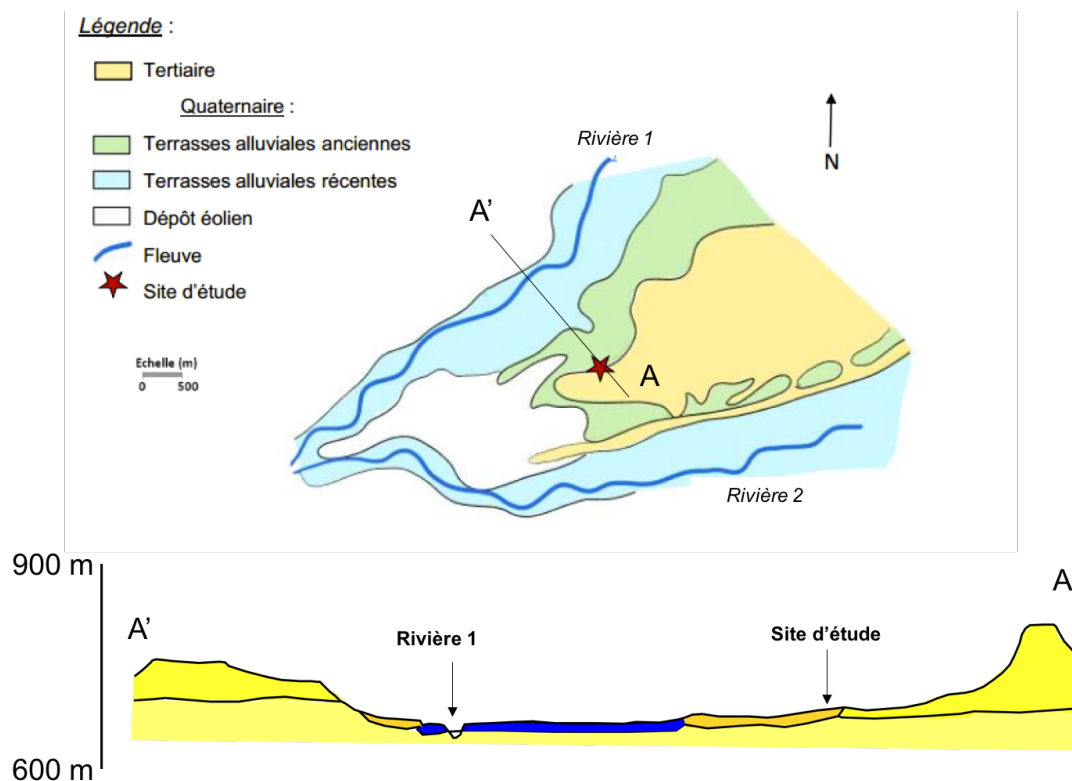 Légende :
Tertiaire
Quaternaire :
Terrasses alluviales anciennes
Terrasses alluviales récentes
Dépôt éolien
Fleuve
Site d'étude
Echelle (m)
0 500
Rivière 1
N
A'
A
Rivière 2
900 m
A'
Rivière 1
Site d'étude
A
600 m